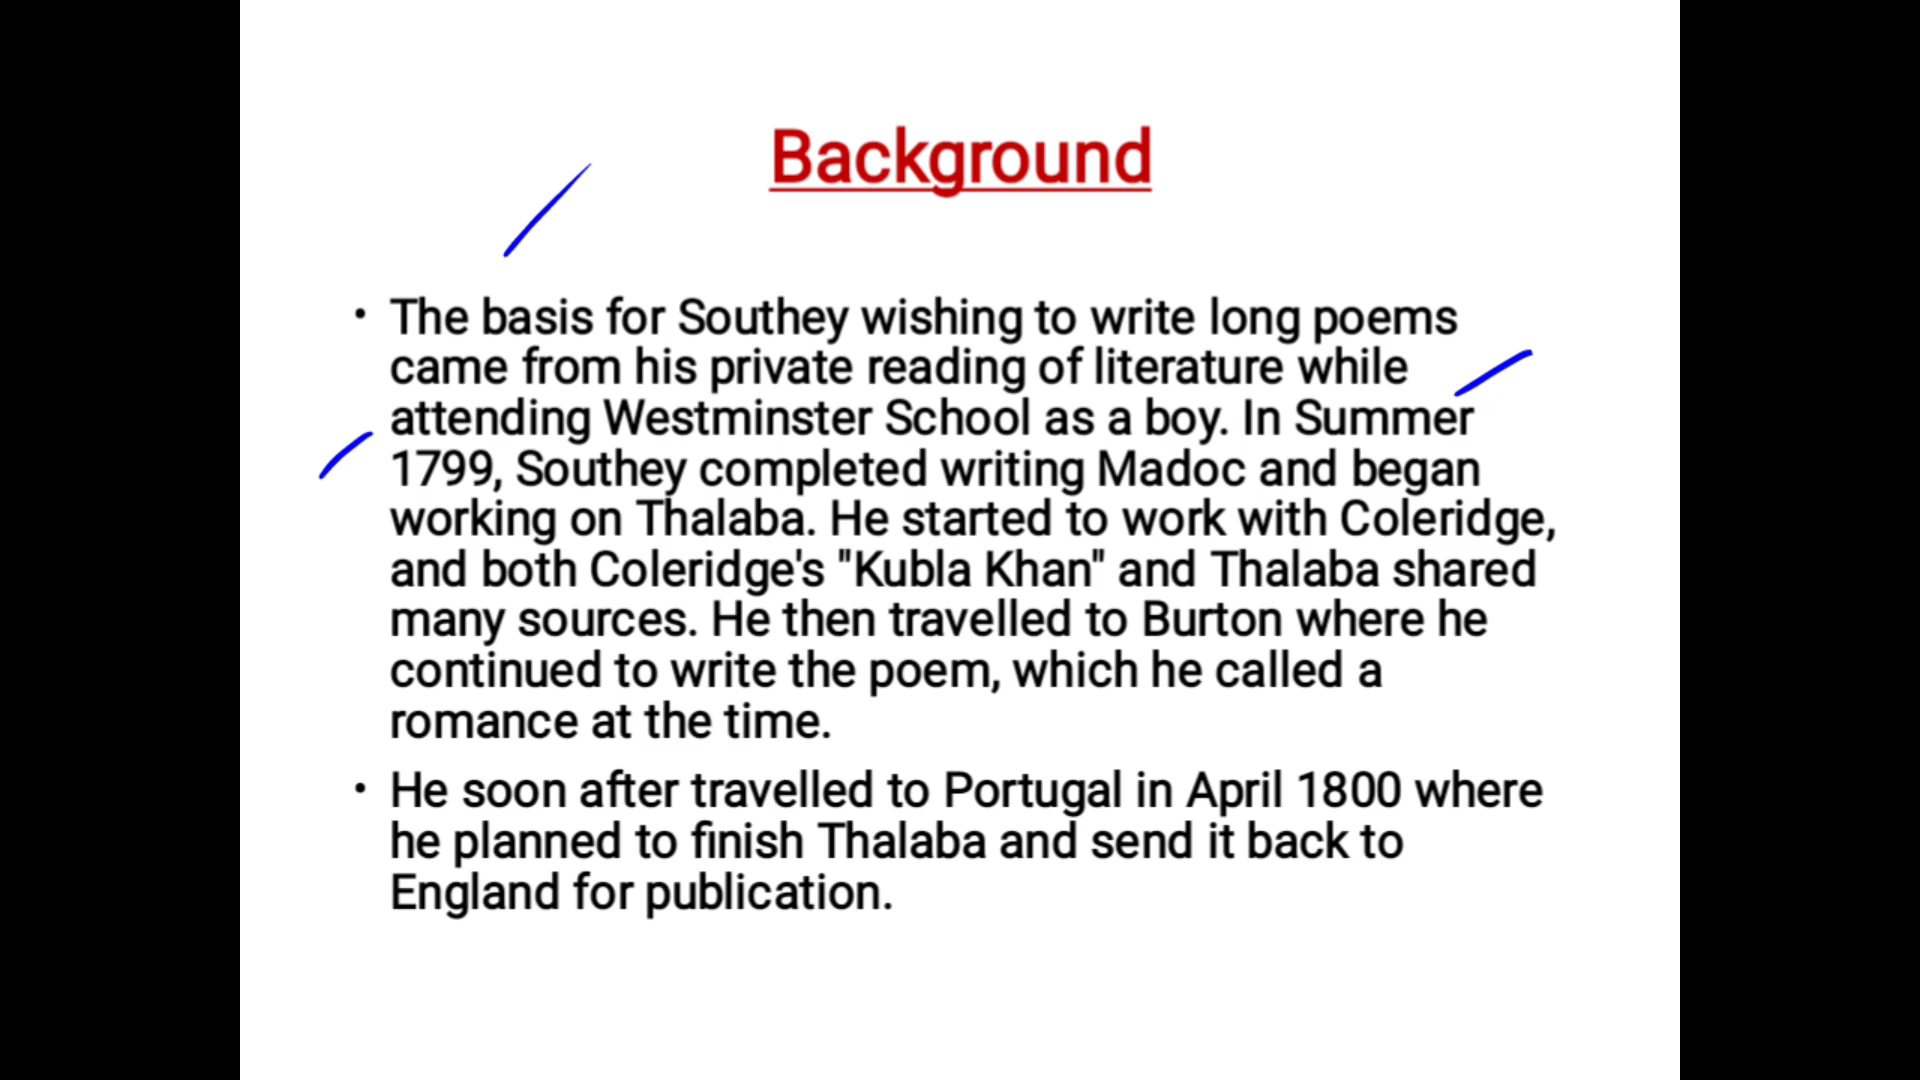 Background
• The basis for Southey wishing to write long poems
came from his private reading of literature while
attending Westminster School as a boy. In Summer
1799, Southey completed writing Madoc and began
working on Thalaba. He started to work with Coleridge,
and both Coleridge's "Kubla Khan" and Thalaba shared
many sources. He then travelled to Burton where he
continued to write the poem, which he called a
romance at the time.
• He soon after travelled to Portugal in April 1800 where
he planned to finish Thalaba and send it back to
England for publication.